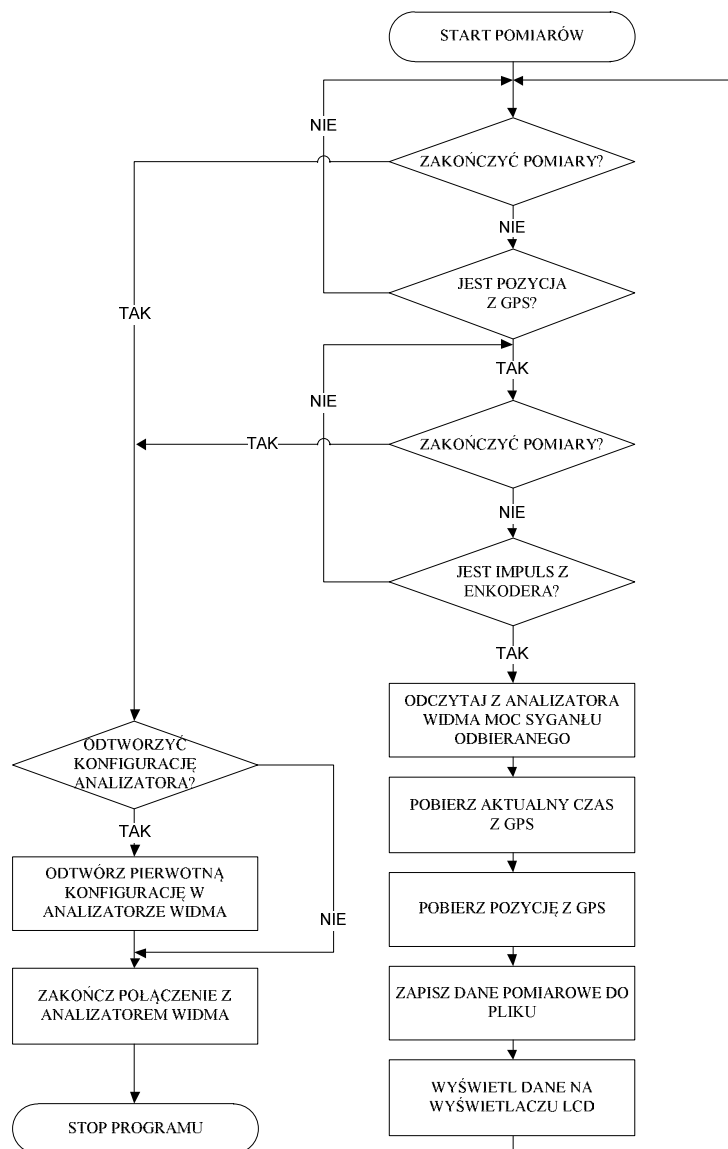 START POMIARÓW
NIE
ZAKOŃCZYĆ POMIARY?
NIE
JEST POZYCJA
Z GPS?
TAK
TAK
NIE
ZAKOŃCZYĆ POMIARY?
TAK
NIE
JEST IMPULS Z
ENKODERA?
TAK
ODCZYTAJ Z ANALIZATORA
WIDMA MOC SYGANŁU
ODBIERANEGO
ODTWORZYĆ
KONFIGURACJĘ
ANALIZATORA?
POBIERZ AKTUALNY CZAS
Z GPS
TAK
ODTWÓRZ PIERWOTNĄ
KONFIGURACJĘ W
ANALIZATORZE WIDMA
NIE
POBIERZ POZYCJĘ Z GPS
ZAKOŃCZ POŁĄCZENIE Z
ANALIZATOREM WIDMA
ZAPISZ DANE POMIAROWE DO
PLIKU
WYŚWIETL DANE NA
WYŚWIETLACZU LCD
STOP PROGRAMU